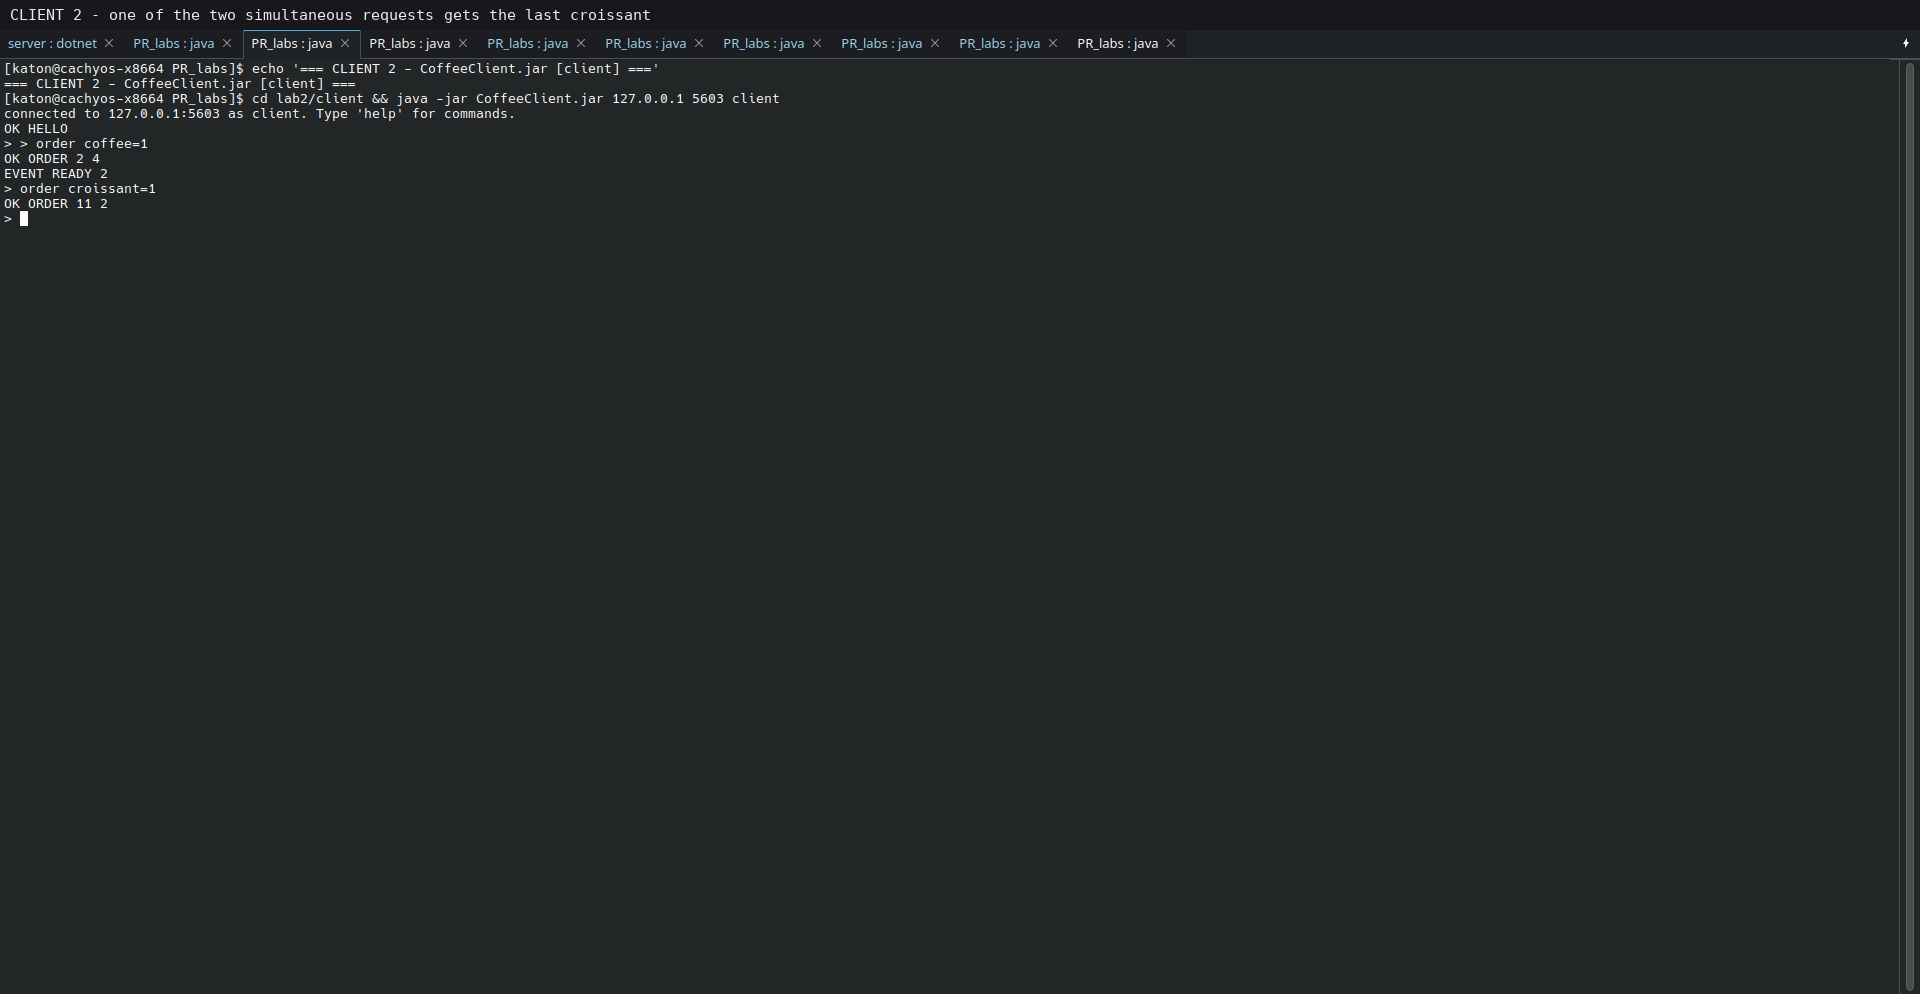 CLIENT 2 - one of the two simultaneous requests gets the last croissant
server : dotnet PR_labs : java PR_labs : java PR_labs : java PR_labs : java PR_labs : java PR_labs : java PR_labs : java PR_labs : java PR_labs : java
[katon@cachyos-x8664 PR_labs]$ echo '=== CLIENT 2 - CoffeeClient.jar [client] ==='
=== CLIENT 2 - CoffeeClient.jar [client] ===
[katon@cachyos-x8664 PR_labs]$ cd lab2/client && java -jar CoffeeClient.jar 127.0.0.1 5603 client
connected to 127.0.0.1:5603 as client. Type 'help' for commands.
OK HELLO
> > order coffee=1
OK ORDER 2 4
EVENT READY 2
> order croissant=1
OK ORDER 11 2
>